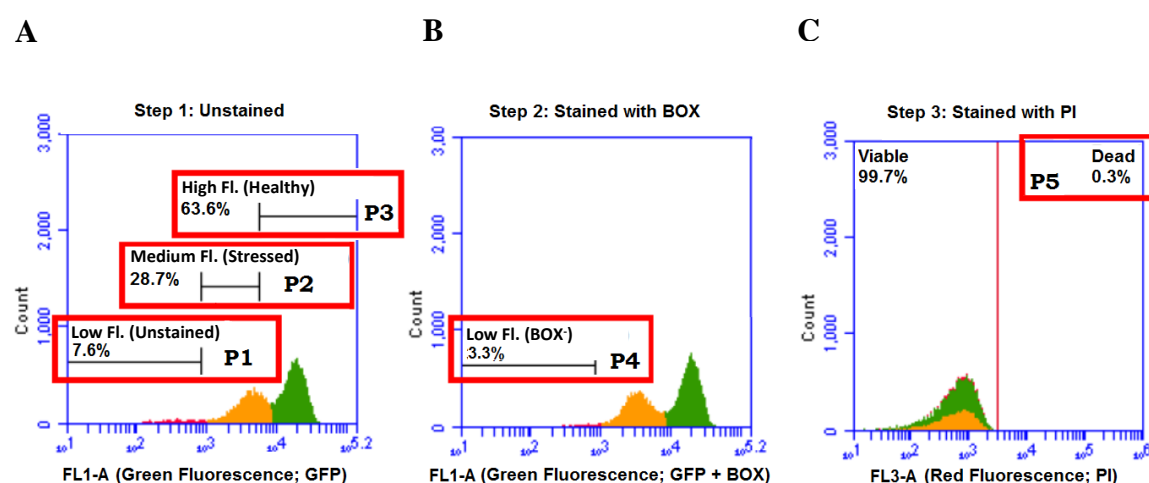 A
Step 1: Unstained
3,000
2,000
1,000
0
Count
High Fl. (Healthy)
63.6%
P3
Medium Fl. (Stressed)
28.7%
P2
Low Fl. (Unstained)
7.6%
P1
10^1 10^2 10^3 10^4 10^5.2
FL1-A (Green Fluorescence; GFP)
B
Step 2: Stained with BOX
3,000
2,000
1,000
0
Count
Low Fl. (BOX⁻)
3.3%
P4
10^1 10^2 10^3 10^4 10^5.2
FL1-A (Green Fluorescence; GFP + BOX)
C
Step 3: Stained with PI
3,000
2,000
1,000
0
Count
Viable
99.7%
Dead
P5 0.3%
10^1 10^2 10^3 10^4 10^5 10^6
FL3-A (Red Fluorescence; PI)